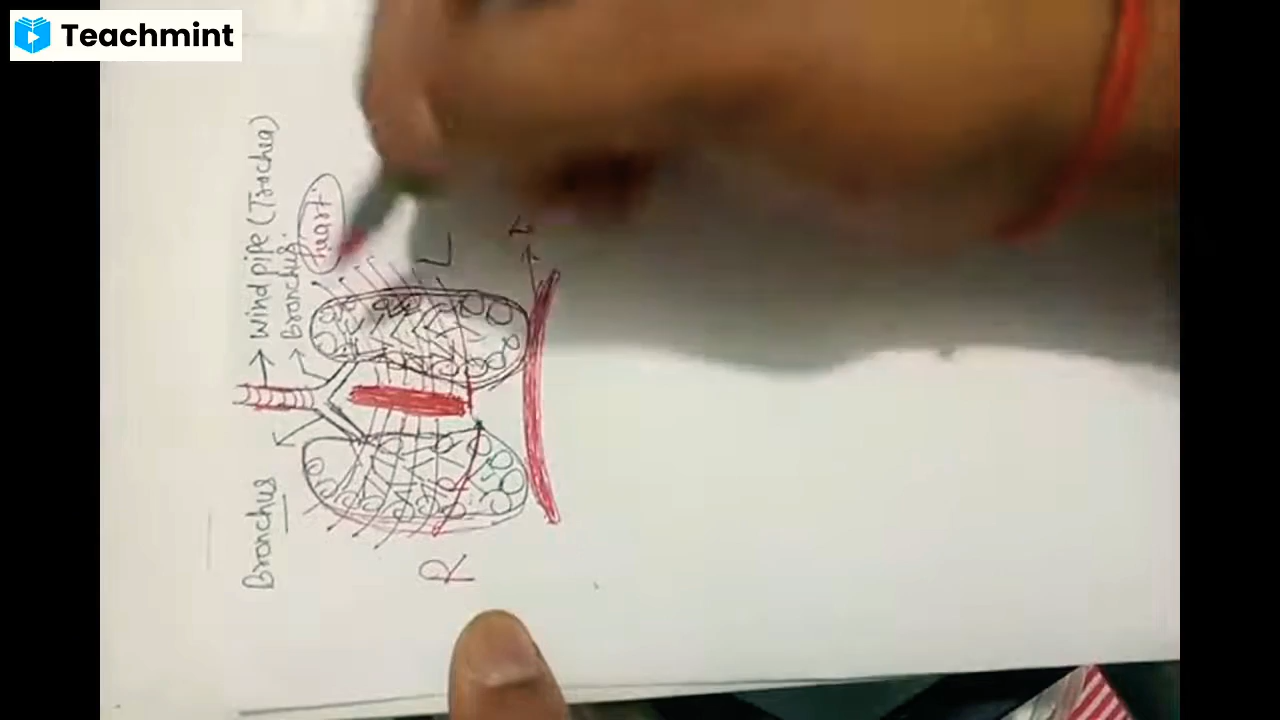 Teachmint
wind pipe (Trachea)
Bronchus.
heart
L
Bronchus
R